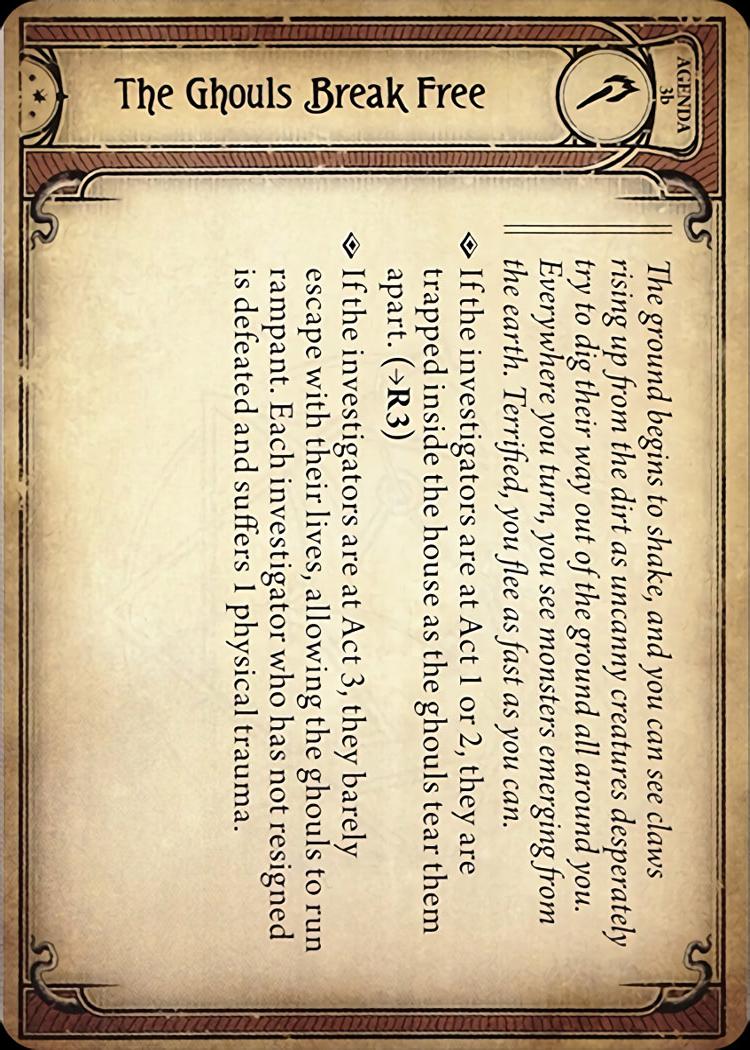 AGENDA
3b
The Ghouls Break Free
The ground begins to shake, and you can see claws
rising up from the dirt as uncanny creatures desperately
try to dig their way out of the ground all around you.
Everywhere you turn, you see monsters emerging from
the earth. Terrified, you flee as fast as you can.
If the investigators are at Act 1 or 2, they are
trapped inside the house as the ghouls tear them
apart. (→R3)
If the investigators are at Act 3, they barely
escape with their lives, allowing the ghouls to run
rampant. Each investigator who has not resigned
is defeated and suffers 1 physical trauma.